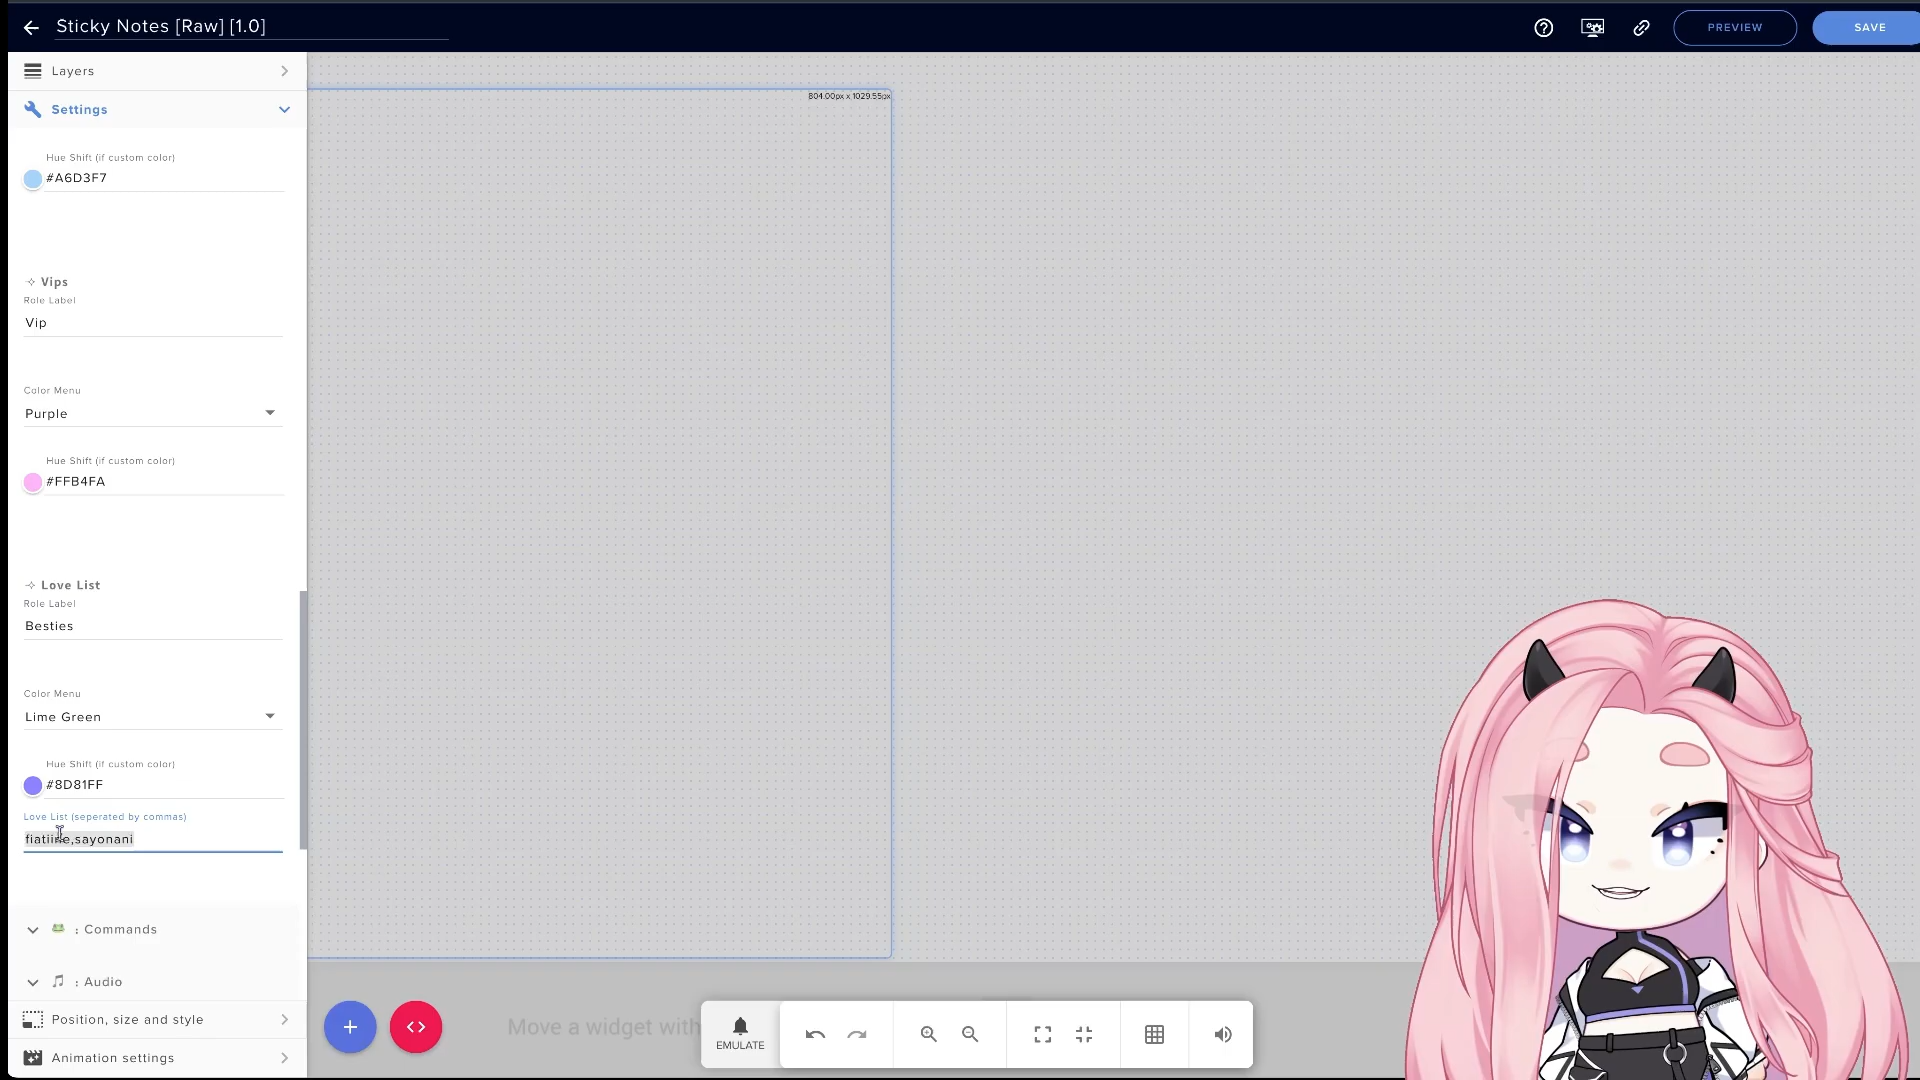 Sticky Notes [Raw] [1.0]
PREVIEW
SAVE
Layers
Settings
804.00px x 1029.55px
Hue Shift (if custom color)
#A6D3F7
Vips
Role Label
Vip
Color Menu
Purple
Hue Shift (if custom color)
#FFB4FA
Love List
Role Label
Besties
Color Menu
Lime Green
Hue Shift (if custom color)
#8D81FF
Love List (seperated by commas)
fiatiire,sayonani
: Commands
: Audio
Position, size and style
Animation settings
Move a widget with
EMULATE